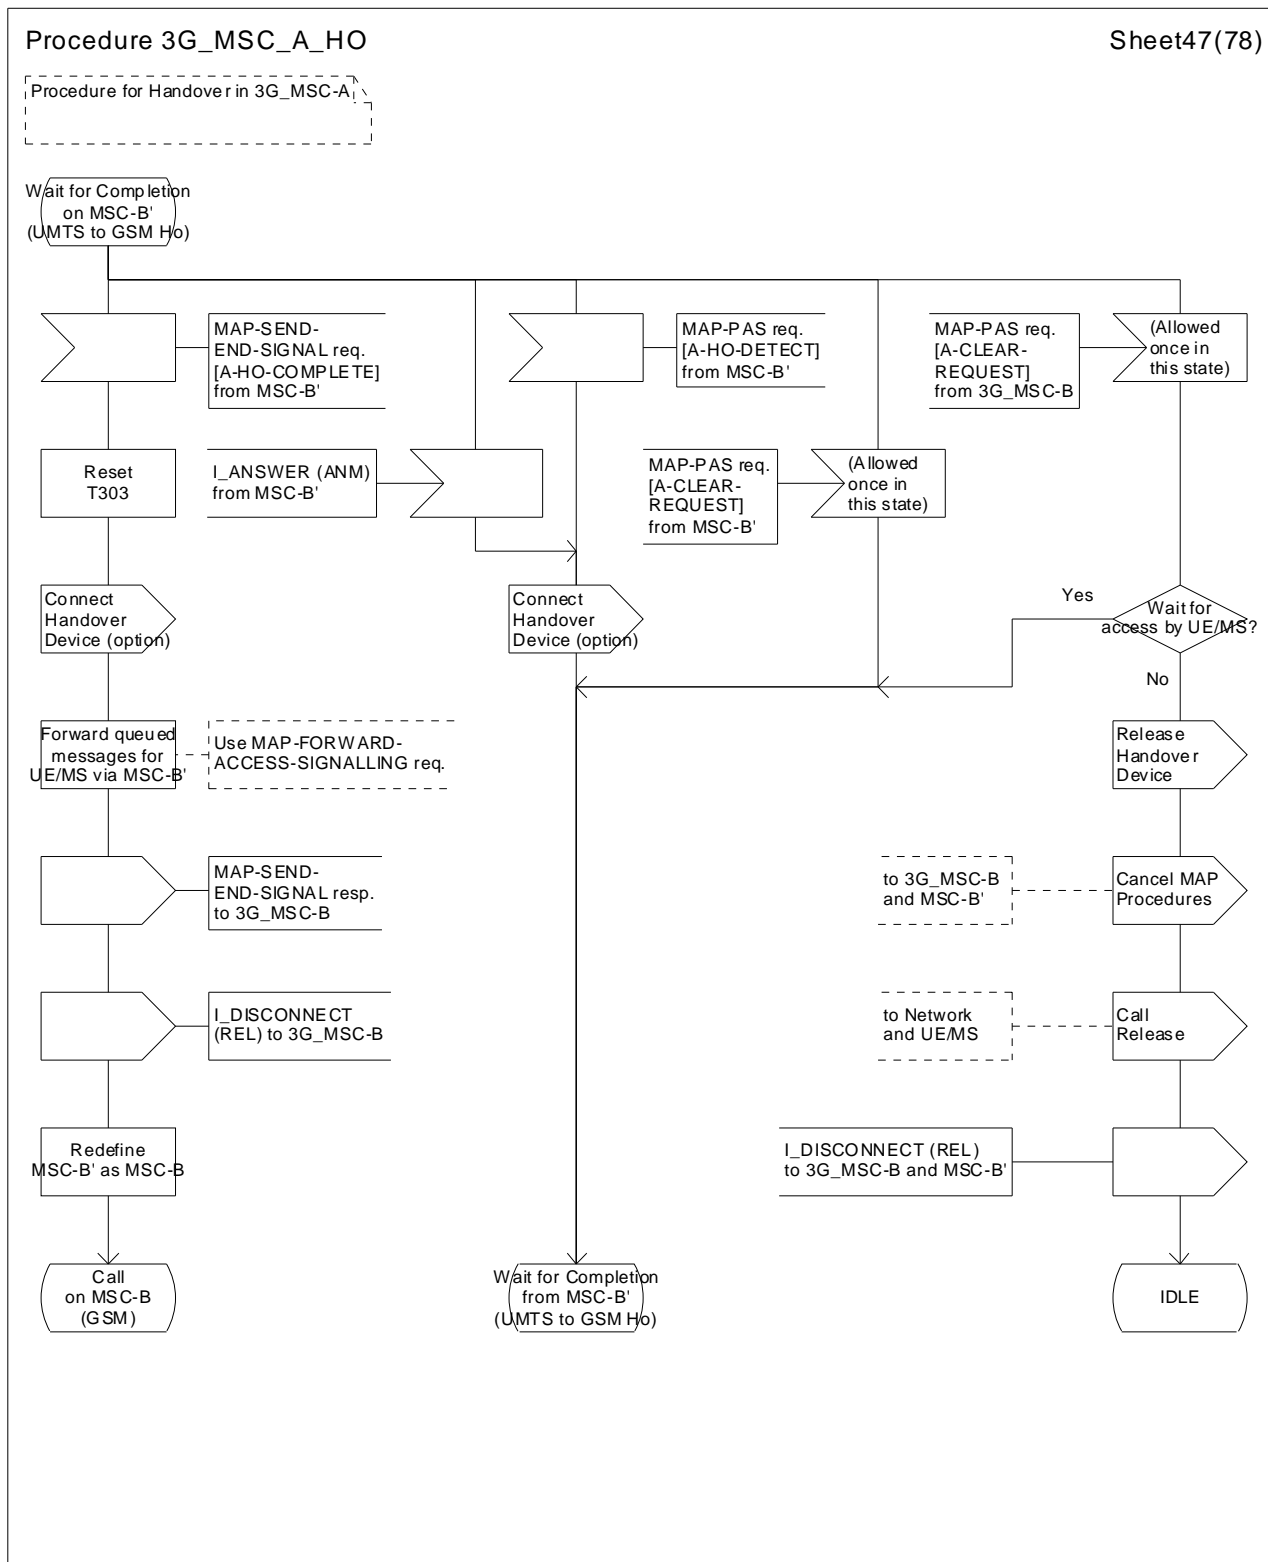 Procedure 3G_MSC_A_HO
Sheet47(78)
Procedure for Handover in 3G_MSC-A
Wait for Completion
on MSC-B'
(UMTS to GSM Ho)
MAP-SEND-
END-SIGNAL req.
[A-HO-COMPLETE]
from MSC-B'
MAP-PAS req.
[A-HO-DETECT]
from MSC-B'
MAP-PAS req.
[A-CLEAR-
REQUEST]
from 3G_MSC-B
(Allowed
once in
this state)
Reset
T303
I_ANSWER (ANM)
from MSC-B'
MAP-PAS req.
[A-CLEAR-
REQUEST]
from MSC-B'
(Allowed
once in
this state)
Connect
Handover
Device (option)
Connect
Handover
Device (option)
Yes
Wait for
access by UE/MS?
No
Forward queued
messages for
UE/MS via MSC-B'
Use MAP-FORWARD-
ACCESS-SIGNALLING req.
Release
Handover
Device
MAP-SEND-
END-SIGNAL resp.
to 3G_MSC-B
to 3G_MSC-B
and MSC-B'
Cancel MAP
Procedures
I_DISCONNECT
(REL) to 3G_MSC-B
to Network
and UE/MS
Call
Release
Redefine
MSC-B' as MSC-B
I_DISCONNECT (REL)
to 3G_MSC-B and MSC-B'
Call
on MSC-B
(GSM)
Wait for Completion
from MSC-B'
(UMTS to GSM Ho)
IDLE